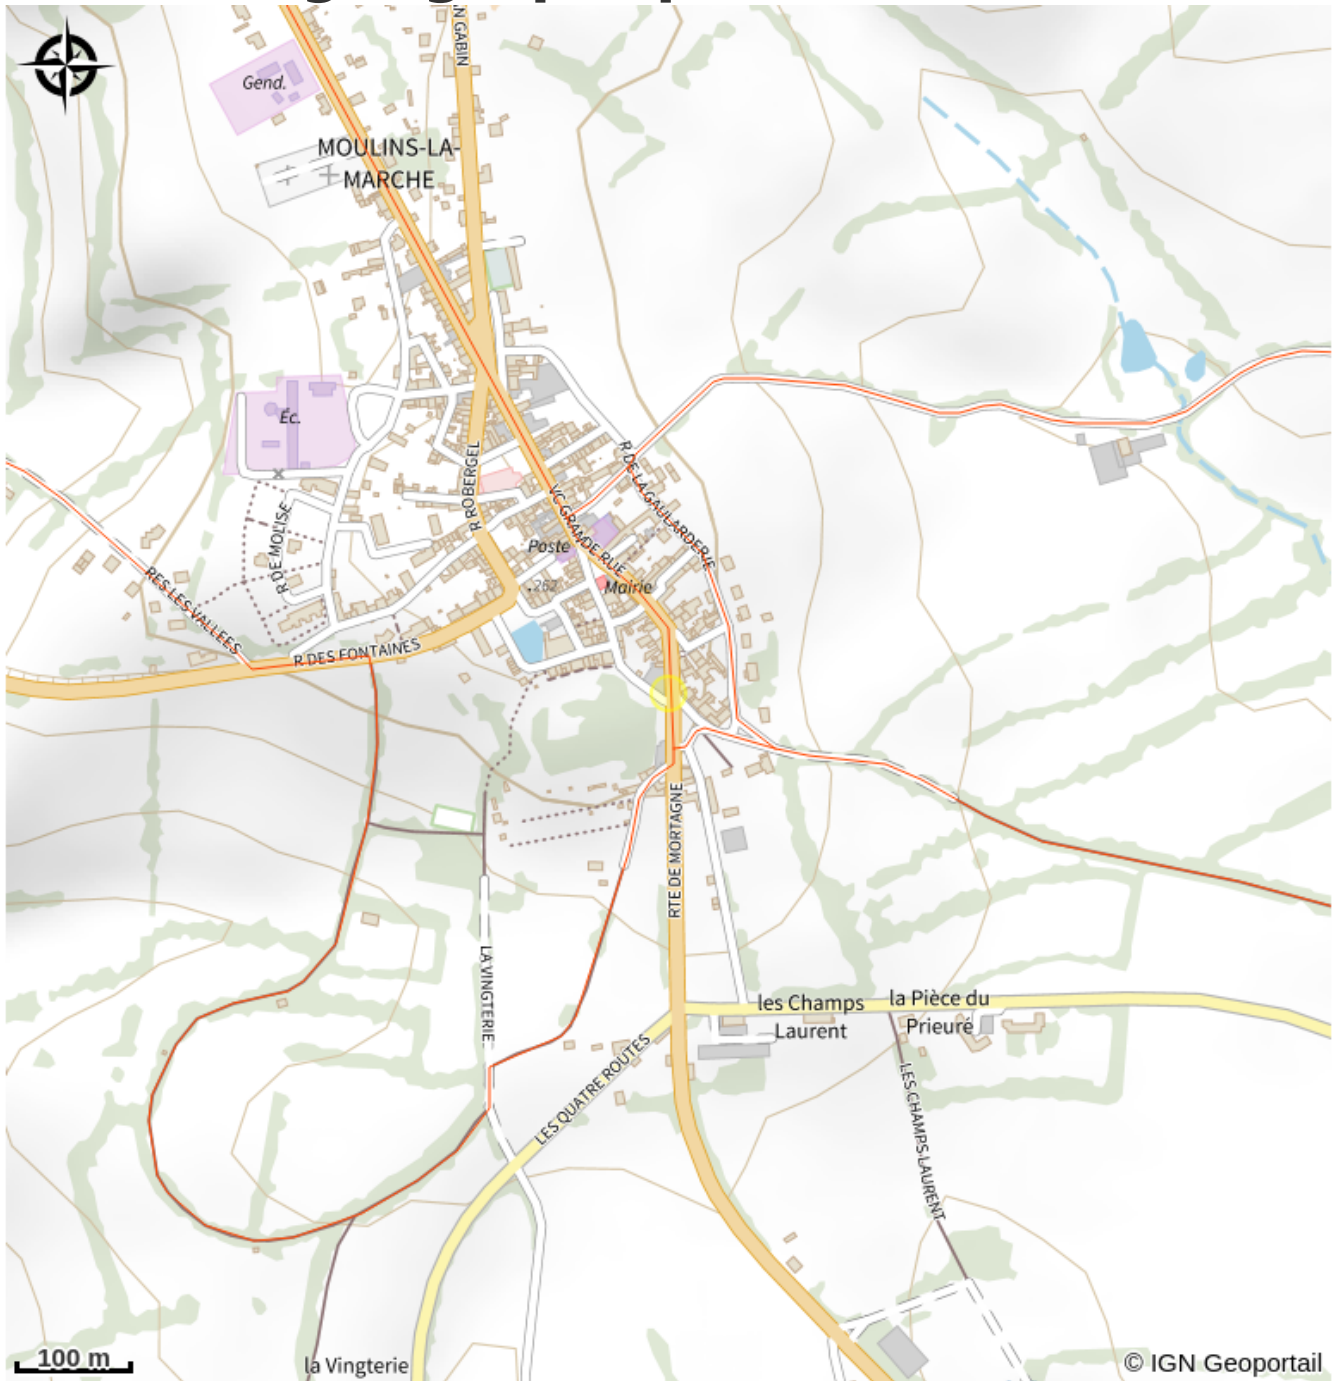 N GABIN
Gend.
MOULINS-LA-
MARCHE
Éc.
R ROBERGEL
R DE LA GAULARDERIE
VC GRANDE RUE
R DE MOLISE
Poste
262
Mairie
RES LES VALLEES
R DES FONTAINES
RTE DE MORTAGNE
LA VINGTERIE
les Champs
Laurent
la Pièce du
Prieuré
LES QUATRE ROUTES
LES CHAMPS LAURENT
100 m
la Vingterie
© IGN Geoportail